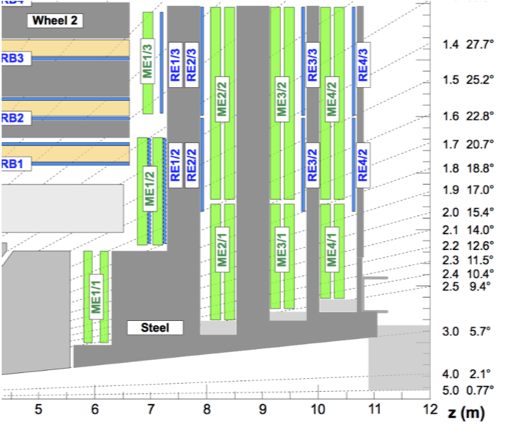 Wheel 2
RB3
RB2
RB1
ME1/3
RE1/3
RE2/3
ME2/2
ME3/2
RE3/3
ME4/2
RE4/3
ME1/2
RE1/2
RE2/2
RE3/2
RE4/2
ME1/1
ME2/1
ME3/1
ME4/1
Steel
1.4 27.7°
1.5 25.2°
1.6 22.8°
1.7 20.7°
1.8 18.8°
1.9 17.0°
2.0 15.4°
2.1 14.0°
2.2 12.6°
2.3 11.5°
2.4 10.4°
2.5 9.4°
3.0 5.7°
4.0 2.1°
5.0 0.77°
5 6 7 8 9 10 11 12 z (m)